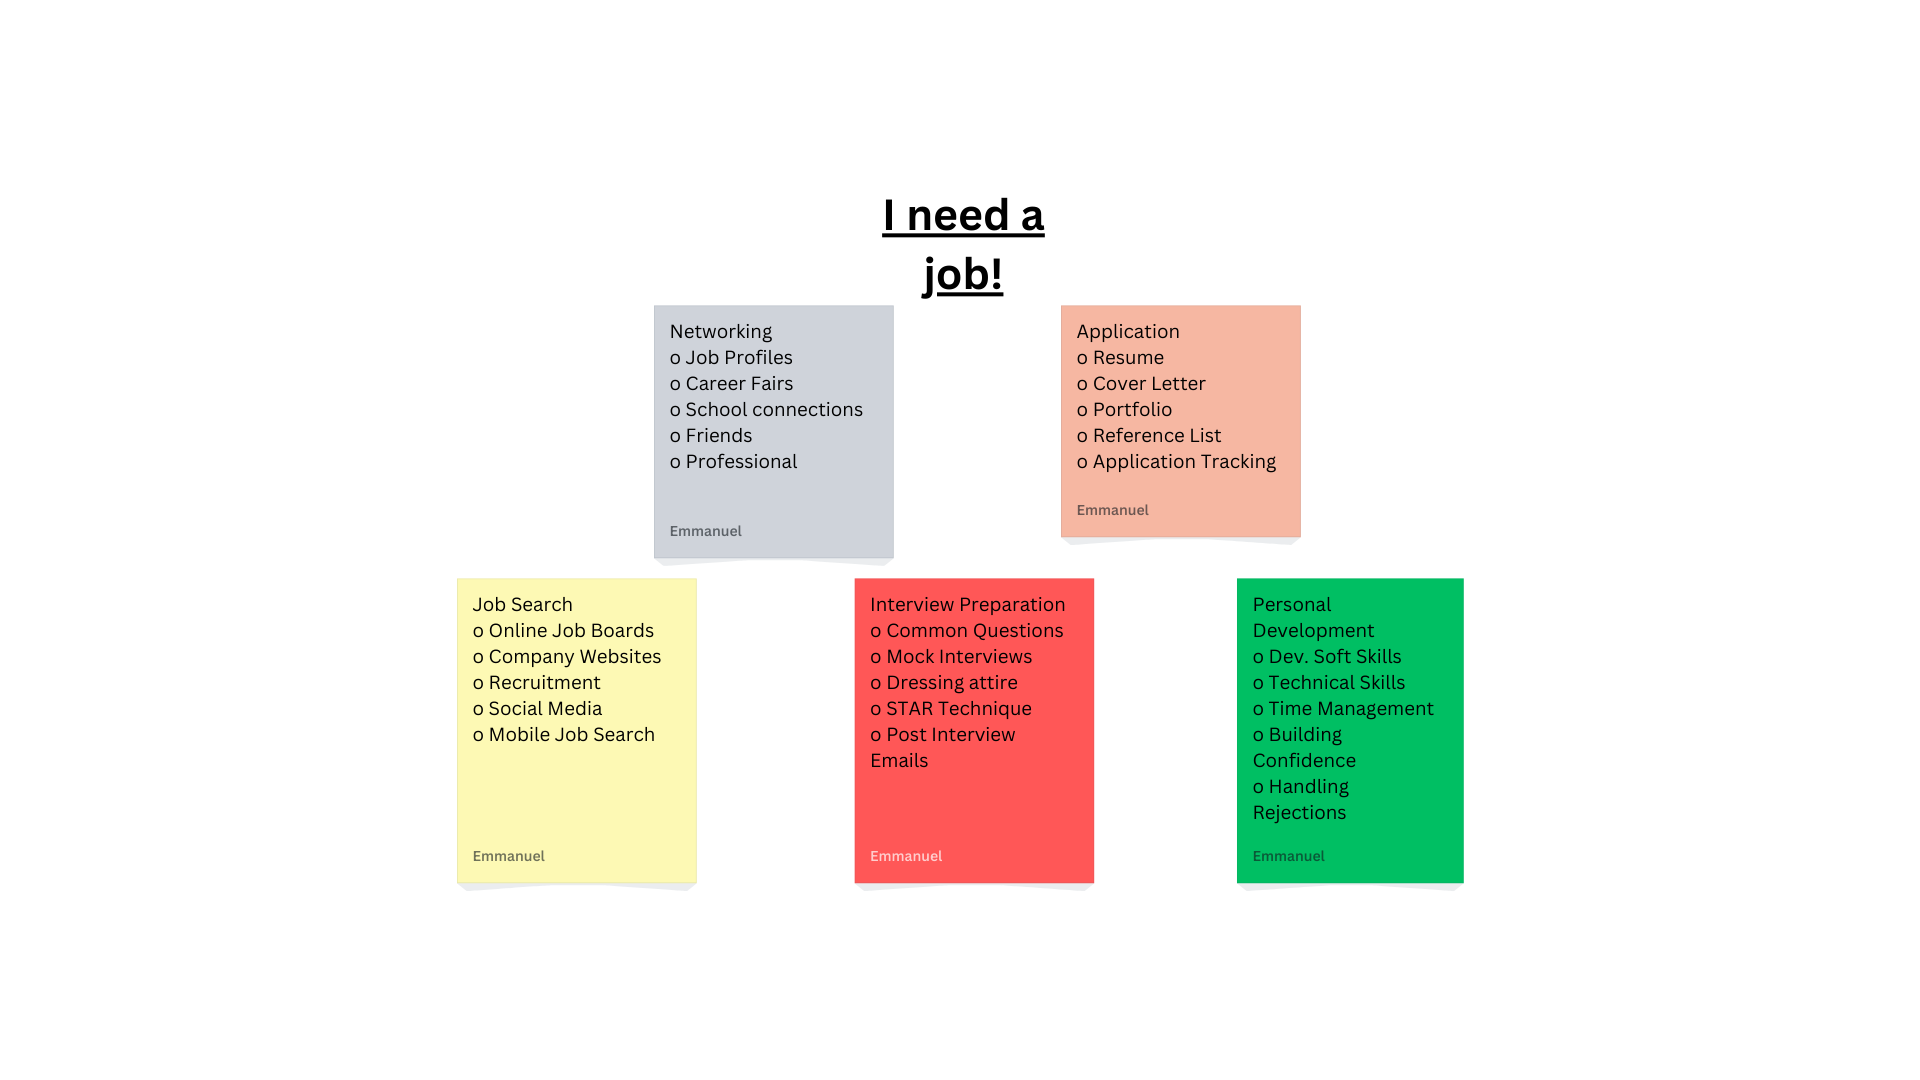 I need a
job!
Networking
o Job Profiles
o Career Fairs
o School connections
o Friends
o Professional
Emmanuel
Application
o Resume
o Cover Letter
o Portfolio
o Reference List
o Application Tracking
Emmanuel
Job Search
o Online Job Boards
o Company Websites
o Recruitment
o Social Media
o Mobile Job Search
Emmanuel
Interview Preparation
o Common Questions
o Mock Interviews
o Dressing attire
o STAR Technique
o Post Interview
Emails
Emmanuel
Personal
Development
o Dev. Soft Skills
o Technical Skills
o Time Management
o Building
Confidence
o Handling
Rejections
Emmanuel